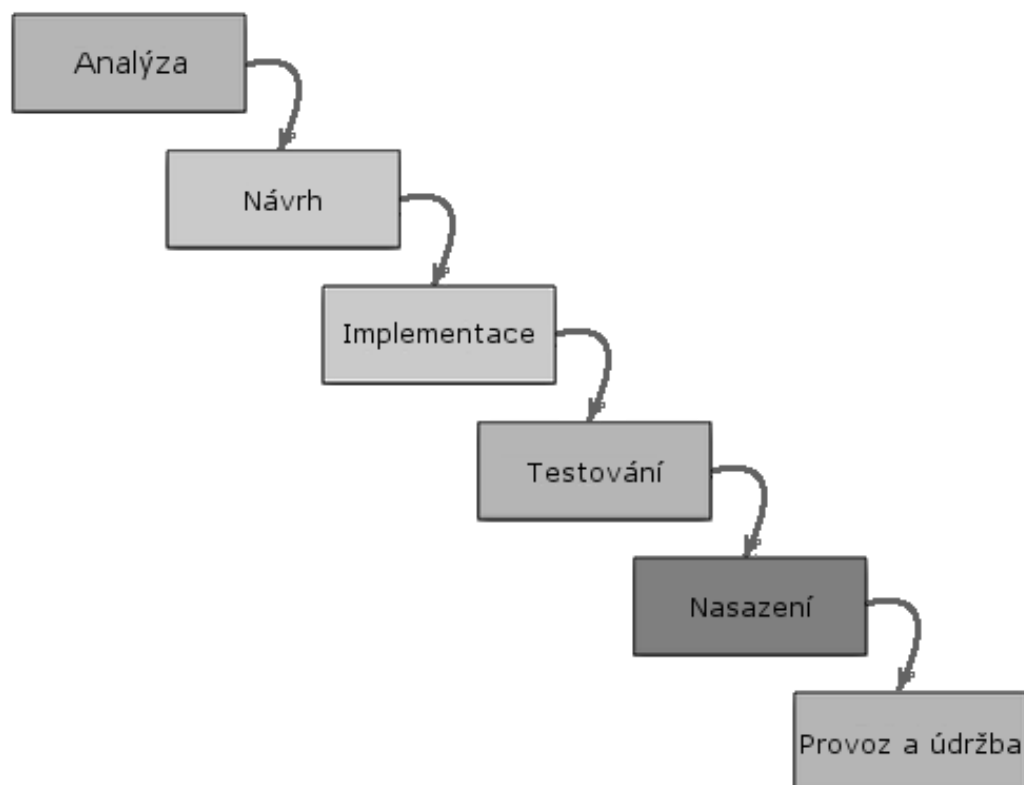 Analýza
Návrh
Implementace
Testování
Nasazení
Provoz a údržba